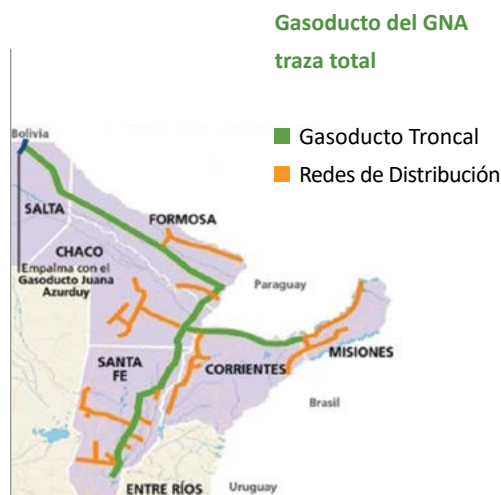 Gasoducto del GNA
traza total
Gasoducto Troncal
Redes de Distribución
Bolivia
SALTA
FORMOSA
CHACO
Empalma con el
Gasoducto Juana
Azurduy
Paraguay
SANTA
FE
CORRIENTES
MISIONES
Brasil
ENTRE RÍOS
Uruguay